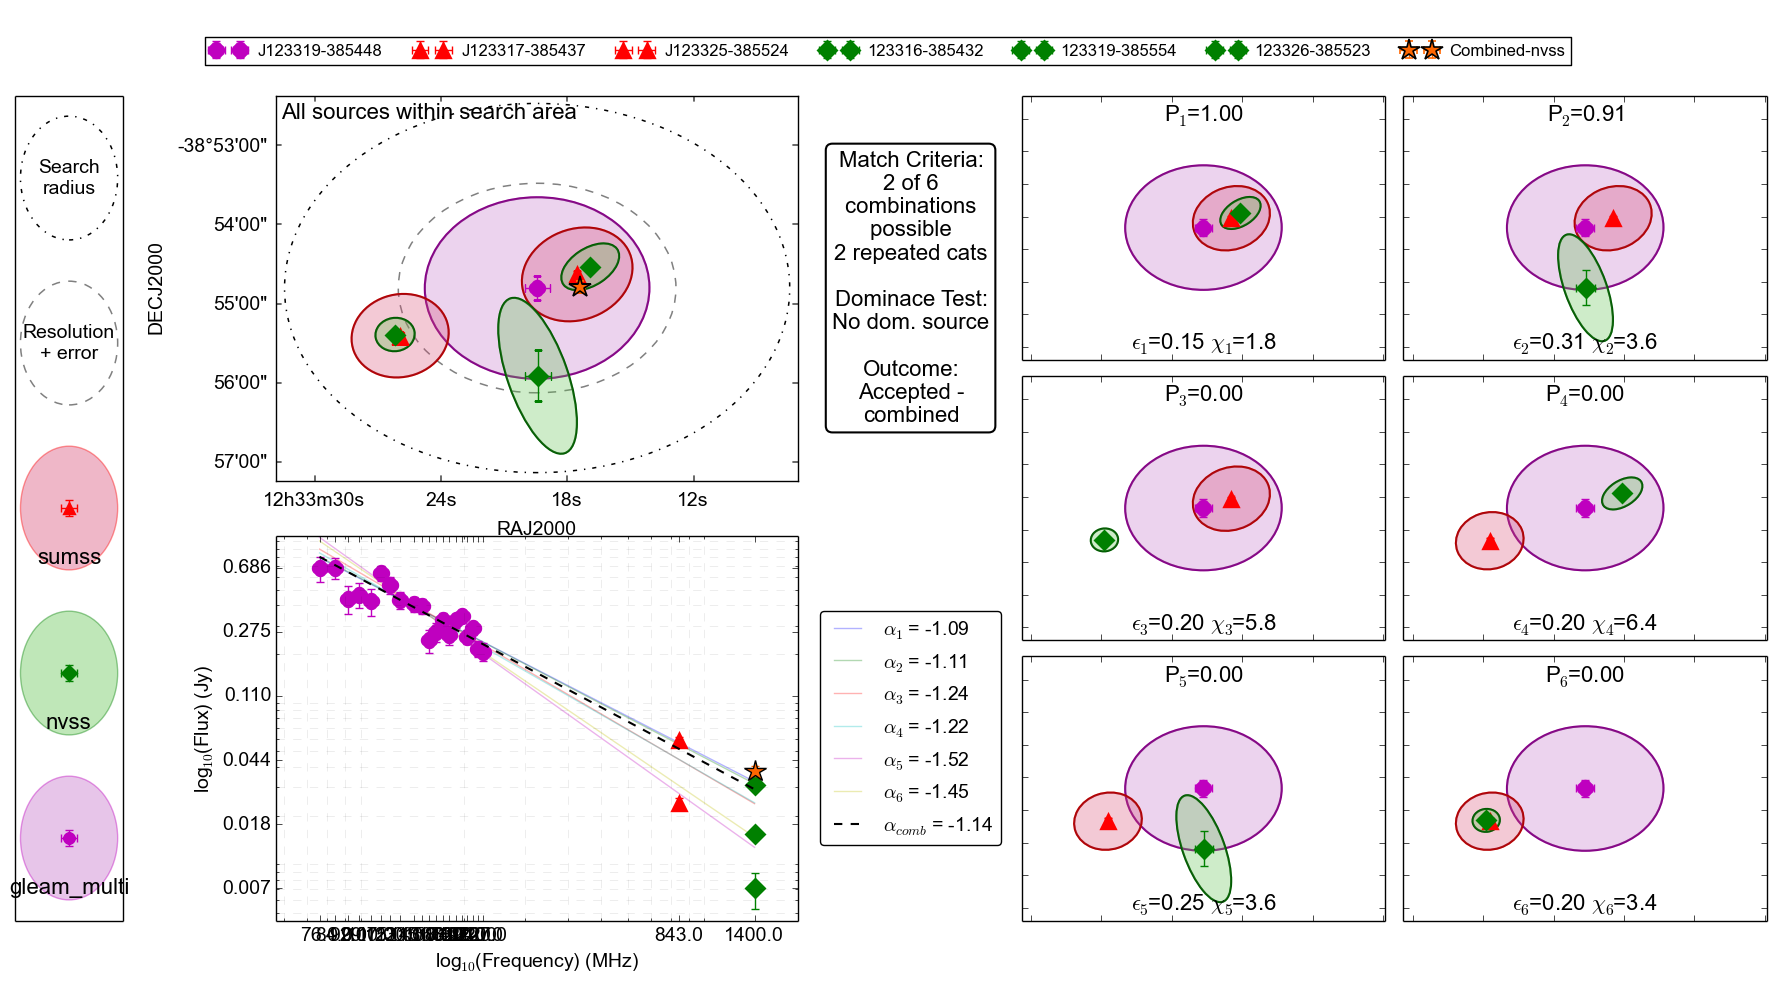 J123319-385448 J123317-385437 J123325-385524 123316-385432 123319-385554 123326-385523 Combined-nvss
Search
radius
Resolution
+ error
sumss
nvss
gleam_multi
All sources within search area
DECJ2000
-38°53'00"
54'00"
55'00"
56'00"
57'00"
12h33m30s 24s 18s 12s
RAJ2000
log10(Flux) (Jy)
0.686
0.275
0.110
0.044
0.018
0.007
843.0 1400.0
log10(Frequency) (MHz)
Match Criteria:
2 of 6
combinations
possible
2 repeated cats
Dominace Test:
No dom. source
Outcome:
Accepted -
combined
α1 = -1.09
α2 = -1.11
α3 = -1.24
α4 = -1.22
α5 = -1.52
α6 = -1.45
αcomb = -1.14
P1=1.00
ϵ1=0.15 χ1=1.8
P2=0.91
ϵ2=0.31 χ2=3.6
P3=0.00
ϵ3=0.20 χ3=5.8
P4=0.00
ϵ4=0.20 χ4=6.4
P5=0.00
ϵ5=0.25 χ5=3.6
P6=0.00
ϵ6=0.20 χ6=3.4